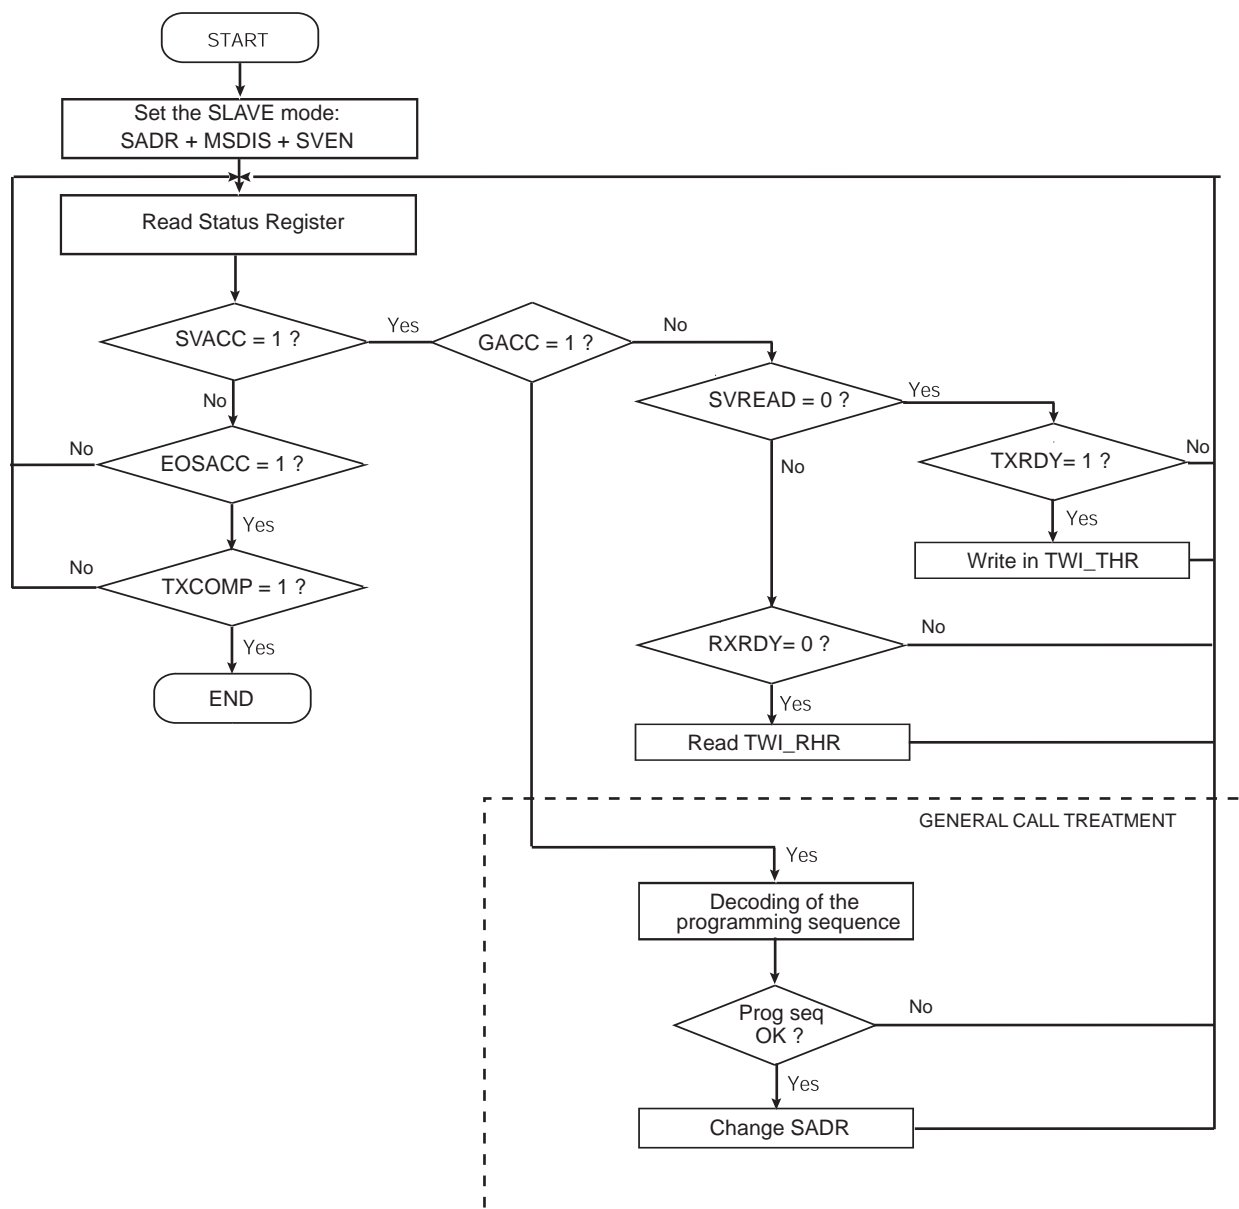 START
Set the SLAVE mode:
SADR + MSDIS + SVEN
Read Status Register
SVACC = 1 ?
Yes
GACC = 1 ?
No
SVREAD = 0 ?
Yes
No
No
EOSACC = 1 ?
No
TXRDY= 1 ?
No
Yes
Yes
Write in TWI_THR
No
TXCOMP = 1 ?
Yes
RXRDY= 0 ?
No
END
Yes
Read TWI_RHR
GENERAL CALL TREATMENT
Yes
Decoding of the
programming sequence
Prog seq
OK ?
No
Yes
Change SADR